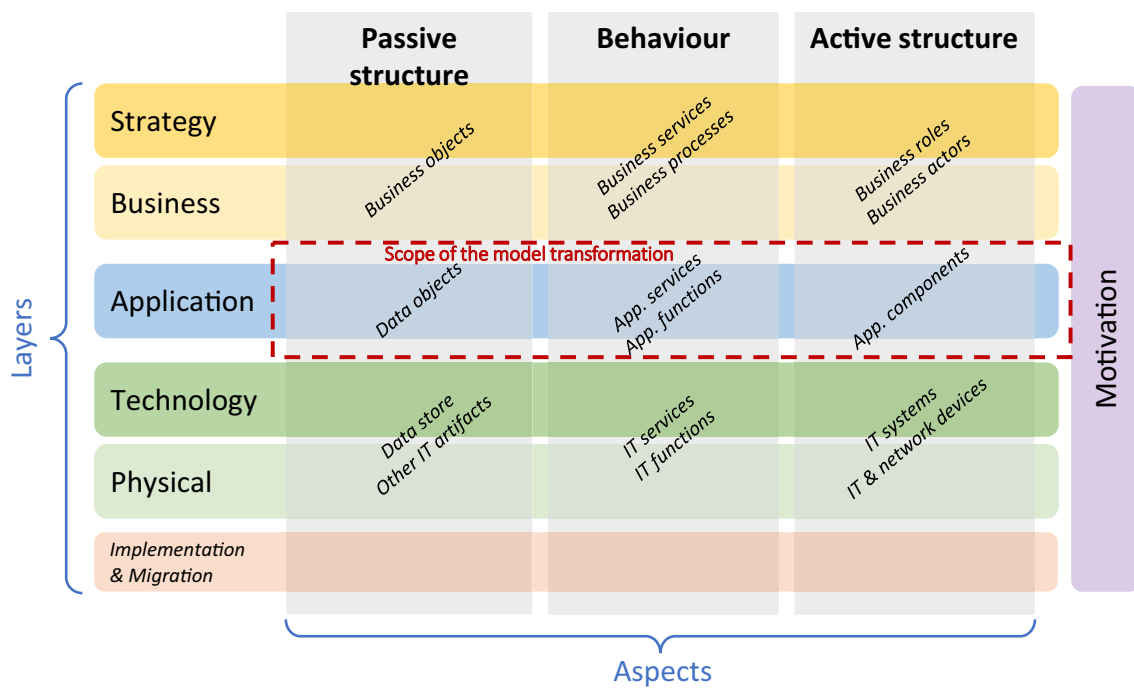 Passive
structure
Behaviour
Active structure
Strategy
Business objects
Business services
Business processes
Business roles
Business actors
Business
Scope of the model transformation
Application
Data objects
App. services
App. functions
App. components
Layers
Motivation
Technology
Data store
Other IT artifacts
IT services
IT functions
IT systems
IT & network devices
Physical
Implementation
& Migration
Aspects